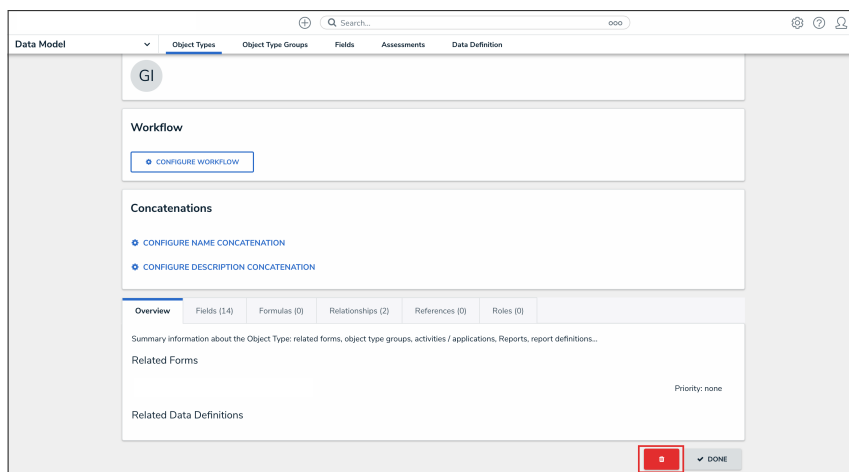 Search...
ooo
Data Model
Object Types Object Type Groups Fields Assessments Data Definition
GI
Workflow
CONFIGURE WORKFLOW
Concatenations
CONFIGURE NAME CONCATENATION
CONFIGURE DESCRIPTION CONCATENATION
Overview Fields (14) Formulas (0) Relationships (2) References (0) Roles (0)
Summary information about the Object Type: related forms, object type groups, activities / applications, Reports, report definitions...
Related Forms
Priority: none
Related Data Definitions
DONE